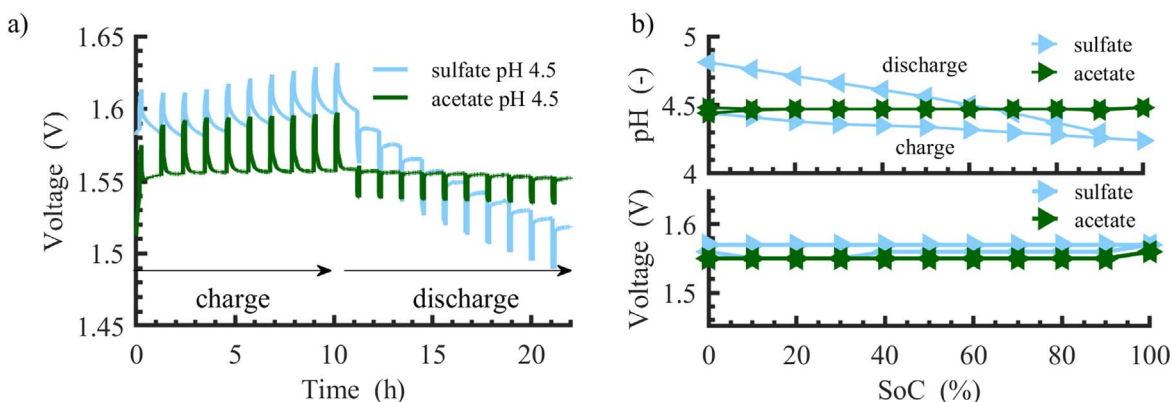 a)
1.65
1.6
1.55
1.5
1.45
Voltage (V)
sulfate pH 4.5
acetate pH 4.5
charge
discharge
0
5
10
15
20
Time (h)
b)
5
4.5
4
pH (-)
sulfate
acetate
discharge
charge
1.6
1.5
Voltage (V)
sulfate
acetate
0
20
40
60
80
100
SoC (%)